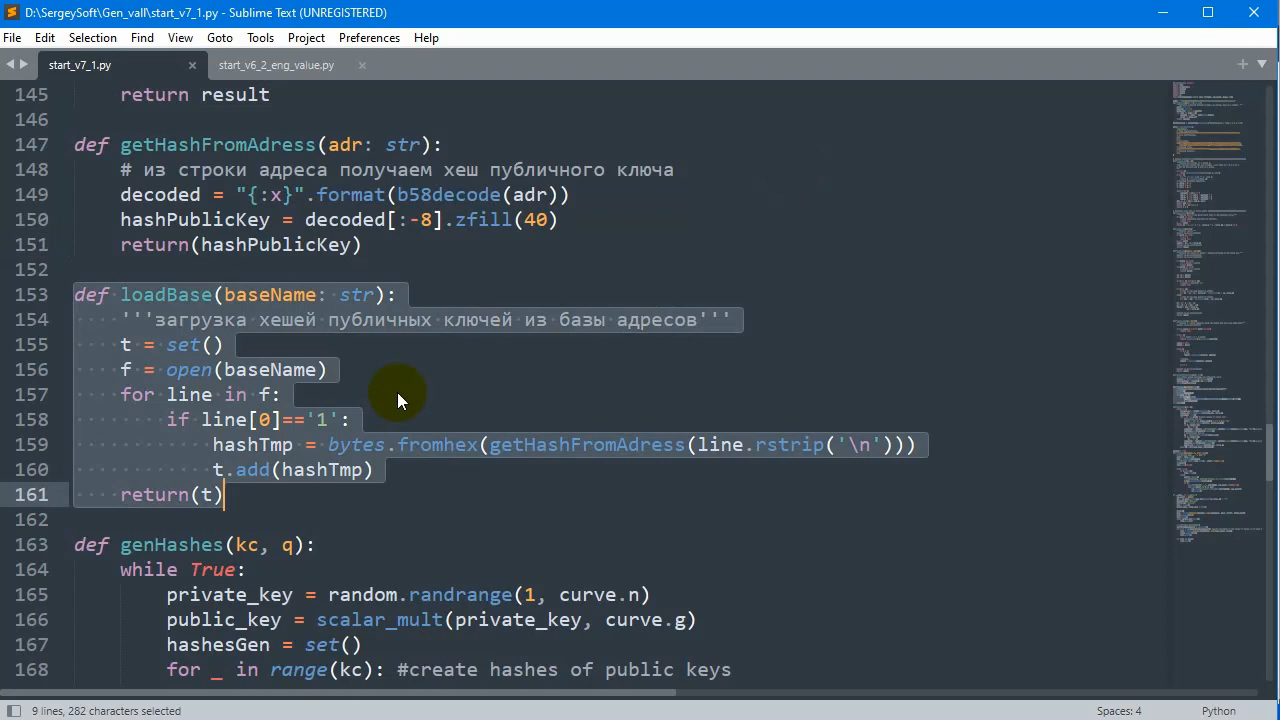 D:\SergeySoft\Gen_vall\start_v7_1.py - Sublime Text (UNREGISTERED)
File Edit Selection Find View Goto Tools Project Preferences Help
start_v7_1.py × start_v6_2_eng_value.py ×
145 return result
146
147 def getHashFromAdress(adr: str):
148 # из строки адреса получаем хеш публичного ключа
149 decoded = "{:x}".format(b58decode(adr))
150 hashPublicKey = decoded[:-8].zfill(40)
151 return(hashPublicKey)
152
153 def loadBase(baseName: str):
154 '''загрузка хешей публичных ключей из базы адресов'''
155 t = set()
156 f = open(baseName)
157 for line in f:
158 if line[0]=='1':
159 hashTmp = bytes.fromhex(getHashFromAdress(line.rstrip('\n')))
160 t.add(hashTmp)
161 return(t)
162
163 def genHashes(kc, q):
164 while True:
165 private_key = random.randrange(1, curve.n)
166 public_key = scalar_mult(private_key, curve.g)
167 hashesGen = set()
168 for _ in range(kc): #create hashes of public keys
9 lines, 282 characters selected Spaces: 4 Python